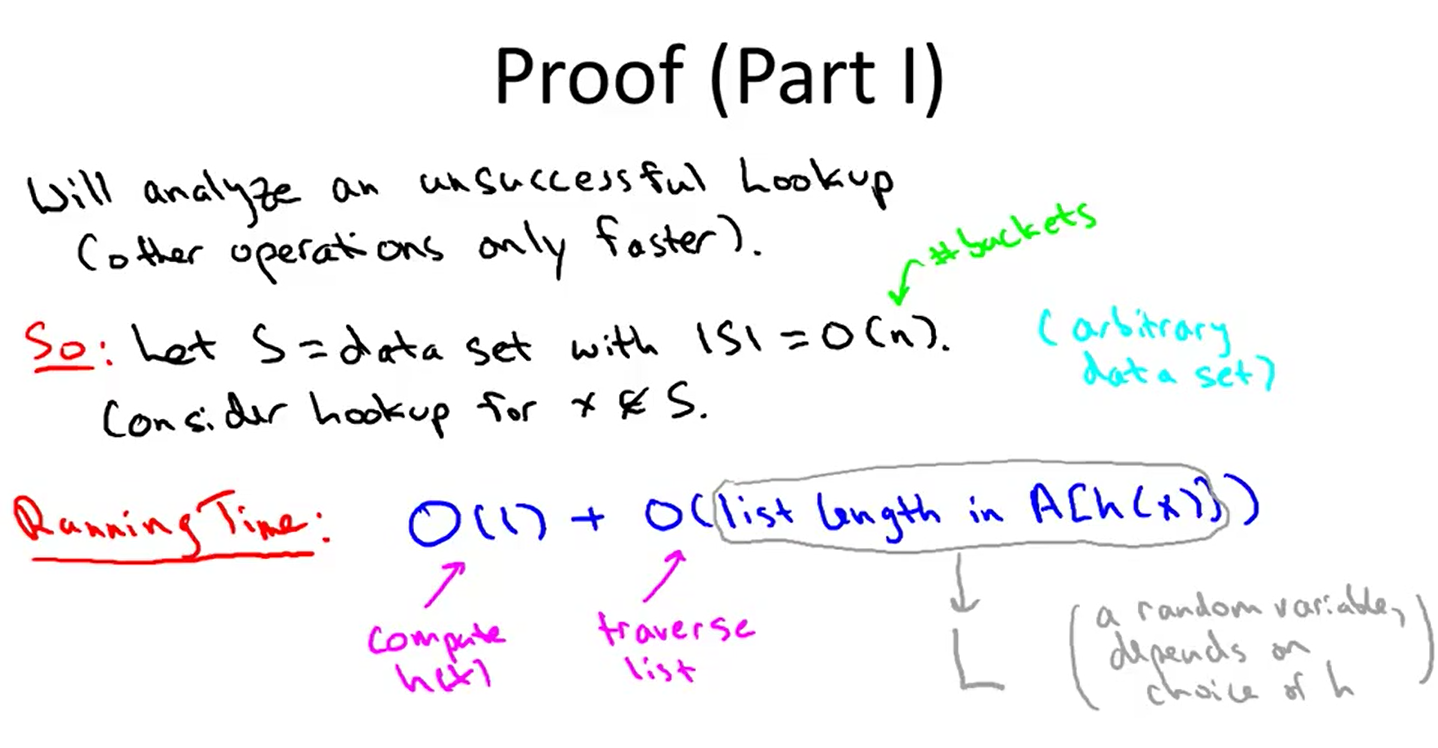 Proof (Part I)
Will analyze an unsuccessful Lookup
(other operations only faster).
#buckets
So: Let S = data set with |S| = O(n).
(arbitrary
data set)
Consider Lookup for x ∉ S.
Running Time: O(1) + O(list length in A[h(x)])
compute
h(x)
traverse
list
L
(a random variable,
depends on
choice of h)